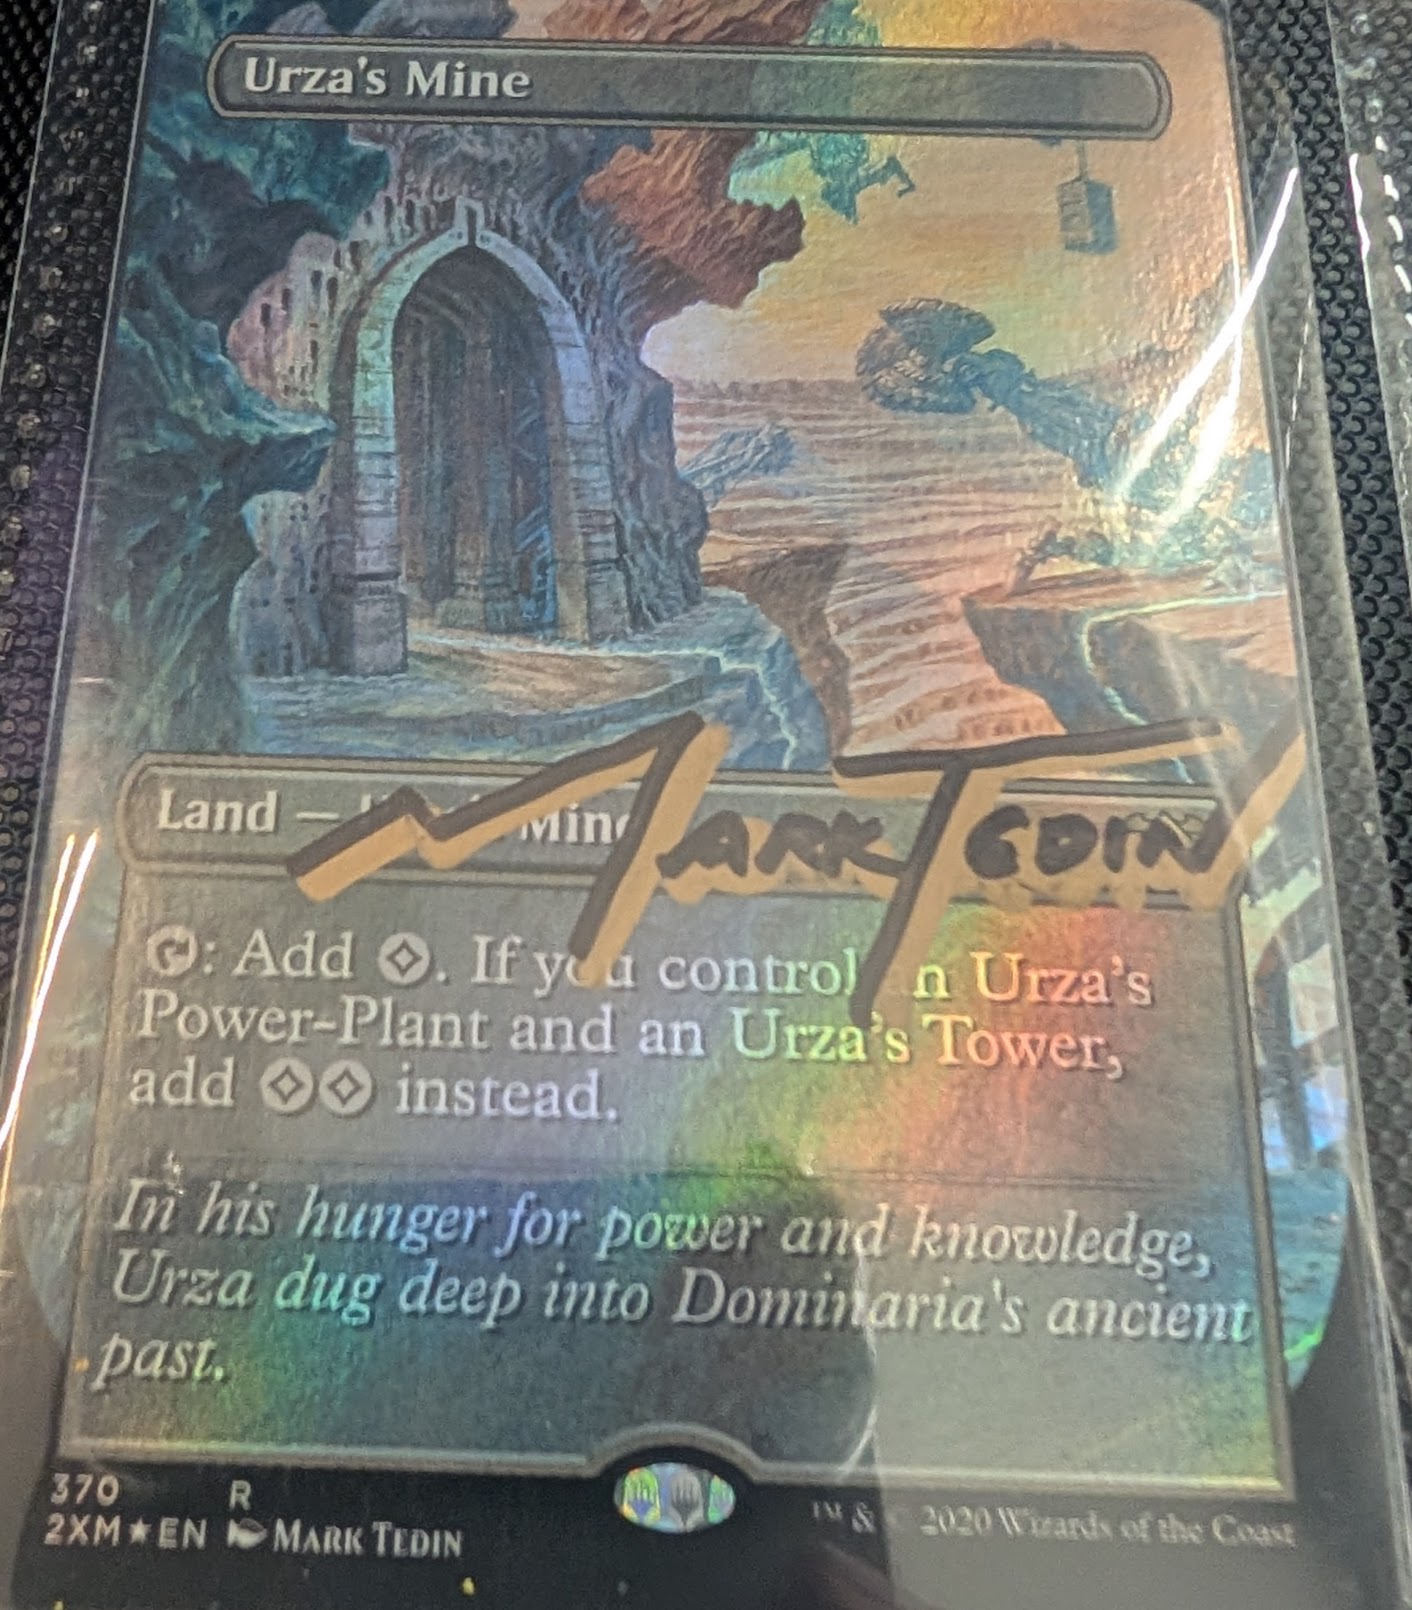 Urza's Mine
Land — Mine
MARK TEDIN
: Add . If you control an Urza's
Power-Plant and an Urza's Tower,
add instead.
In his hunger for power and knowledge,
Urza dug deep into Dominaria's ancient
past.
370 R
2XM★EN MARK TEDIN
™ & © 2020 Wizards of the Coast